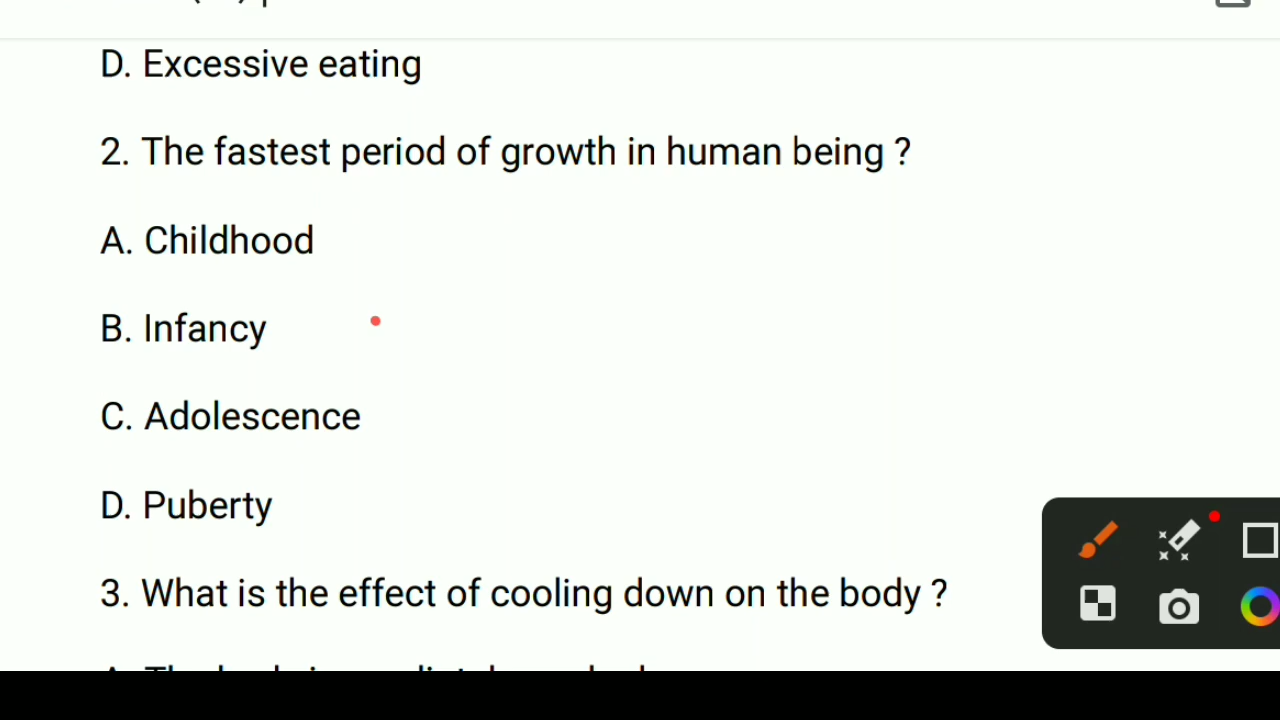 D. Excessive eating
2. The fastest period of growth in human being ?
A. Childhood
B. Infancy
C. Adolescence
D. Puberty
3. What is the effect of cooling down on the body ?